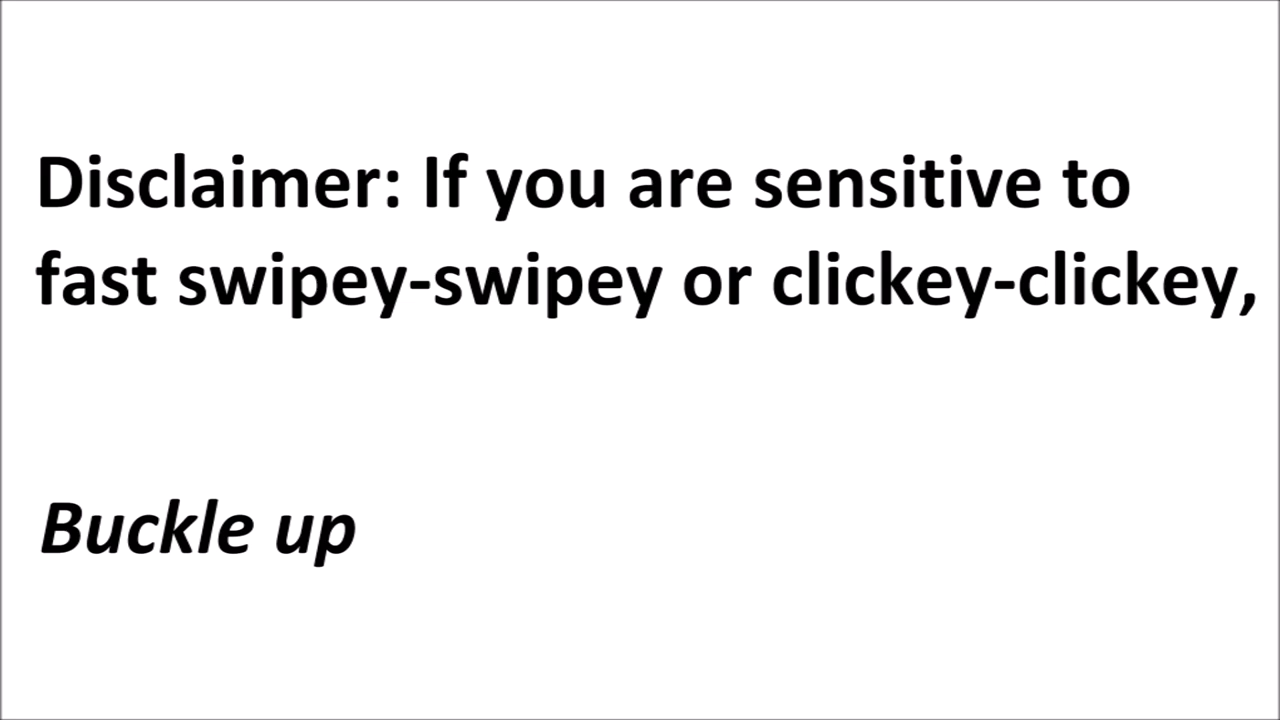 Disclaimer: If you are sensitive to
fast swipey-swipey or clickey-clickey,
Buckle up